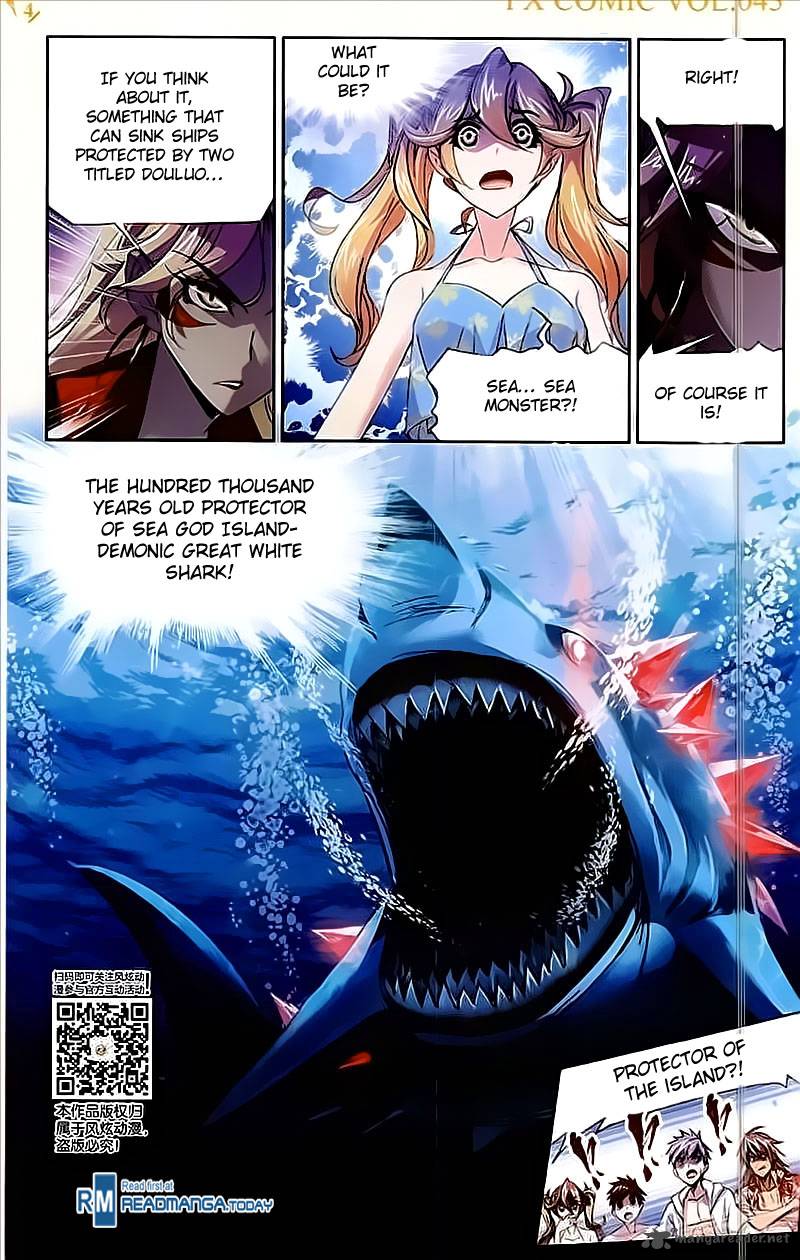 4
FX COMIC VOL.043
IF YOU THINK
ABOUT IT,
SOMETHING THAT
CAN SINK SHIPS
PROTECTED BY TWO
TITLED DOULUO...
WHAT
COULD IT
BE?
SEA... SEA
MONSTER?!
RIGHT!
OF COURSE IT
IS!
THE HUNDRED THOUSAND
YEARS OLD PROTECTOR
OF SEA GOD ISLAND-
DEMONIC GREAT WHITE
SHARK!
扫码即可关注风炫动
漫参与官方互动活动!
本作品版权归
属于风炫动漫,
盗版必究!
PROTECTOR OF
THE ISLAND?!
RM
Read first at
READMANGA.TODAY
mangareader.net